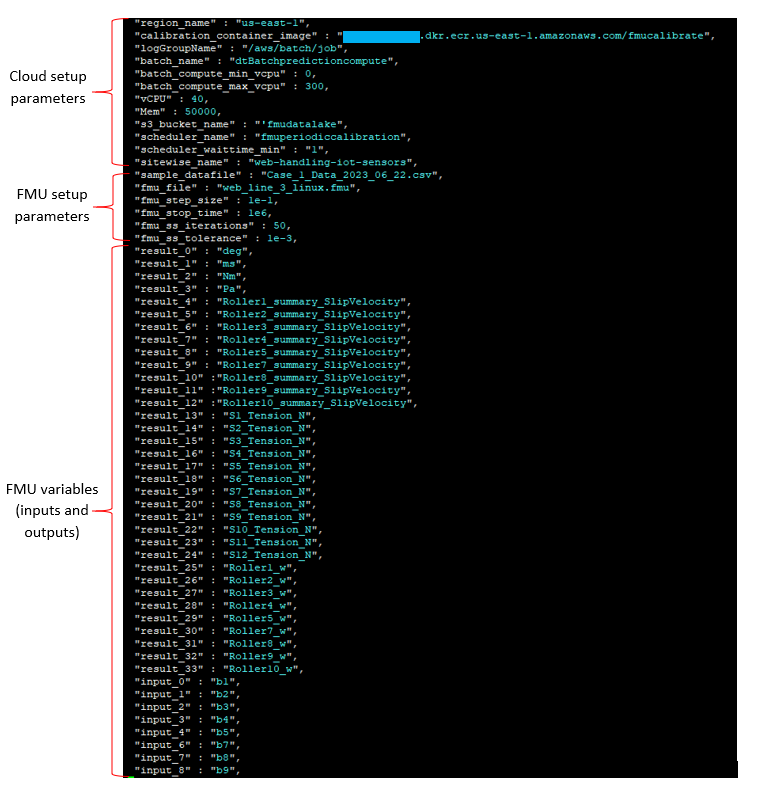 Cloud setup
parameters
FMU setup
parameters
FMU variables
(inputs and
outputs)
"region_name" : "us-east-1",
"calibration_container_image" : ".dkr.ecr.us-east-1.amazonaws.com/fmucalibrate",
"logGroupName" : "/aws/batch/job",
"batch_name" : "dtBatchpredictioncompute",
"batch_compute_min_vcpu" : 0,
"batch_compute_max_vcpu" : 300,
"vCPU" : 40,
"Mem" : 50000,
"s3_bucket_name" : "'fmudatalake",
"scheduler_name" : "fmuperiodiccalibration",
"scheduler_waittime_min" : "1",
"sitewise_name" : "web-handling-iot-sensors",
"sample_datafile" : "Case_1_Data_2023_06_22.csv",
"fmu_file" : "web_line_3_linux.fmu",
"fmu_step_size" : 1e-1,
"fmu_stop_time" : 1e6,
"fmu_ss_iterations" : 50,
"fmu_ss_tolerance" : 1e-3,
"result_0" : "deg",
"result_1" : "ms",
"result_2" : "Nm",
"result_3" : "Pa",
"result_4" : "Roller1_summary_SlipVelocity",
"result_5" : "Roller2_summary_SlipVelocity",
"result_6" : "Roller3_summary_SlipVelocity",
"result_7" : "Roller4_summary_SlipVelocity",
"result_8" : "Roller5_summary_SlipVelocity",
"result_9" : "Roller7_summary_SlipVelocity",
"result_10" :"Roller8_summary_SlipVelocity",
"result_11" :"Roller9_summary_SlipVelocity",
"result_12" :"Roller10_summary_SlipVelocity",
"result_13" : "S1_Tension_N",
"result_14" : "S2_Tension_N",
"result_15" : "S3_Tension_N",
"result_16" : "S4_Tension_N",
"result_17" : "S5_Tension_N",
"result_18" : "S6_Tension_N",
"result_19" : "S7_Tension_N",
"result_20" : "S8_Tension_N",
"result_21" : "S9_Tension_N",
"result_22" : "S10_Tension_N",
"result_23" : "S11_Tension_N",
"result_24" : "S12_Tension_N",
"result_25" : "Roller1_w",
"result_26" : "Roller2_w",
"result_27" : "Roller3_w",
"result_28" : "Roller4_w",
"result_29" : "Roller5_w",
"result_30" : "Roller7_w",
"result_31" : "Roller8_w",
"result_32" : "Roller9_w",
"result_33" : "Roller10_w",
"input_0" : "b1",
"input_1" : "b2",
"input_2" : "b3",
"input_3" : "b4",
"input_4" : "b5",
"input_6" : "b7",
"input_7" : "b8",
"input_8" : "b9",